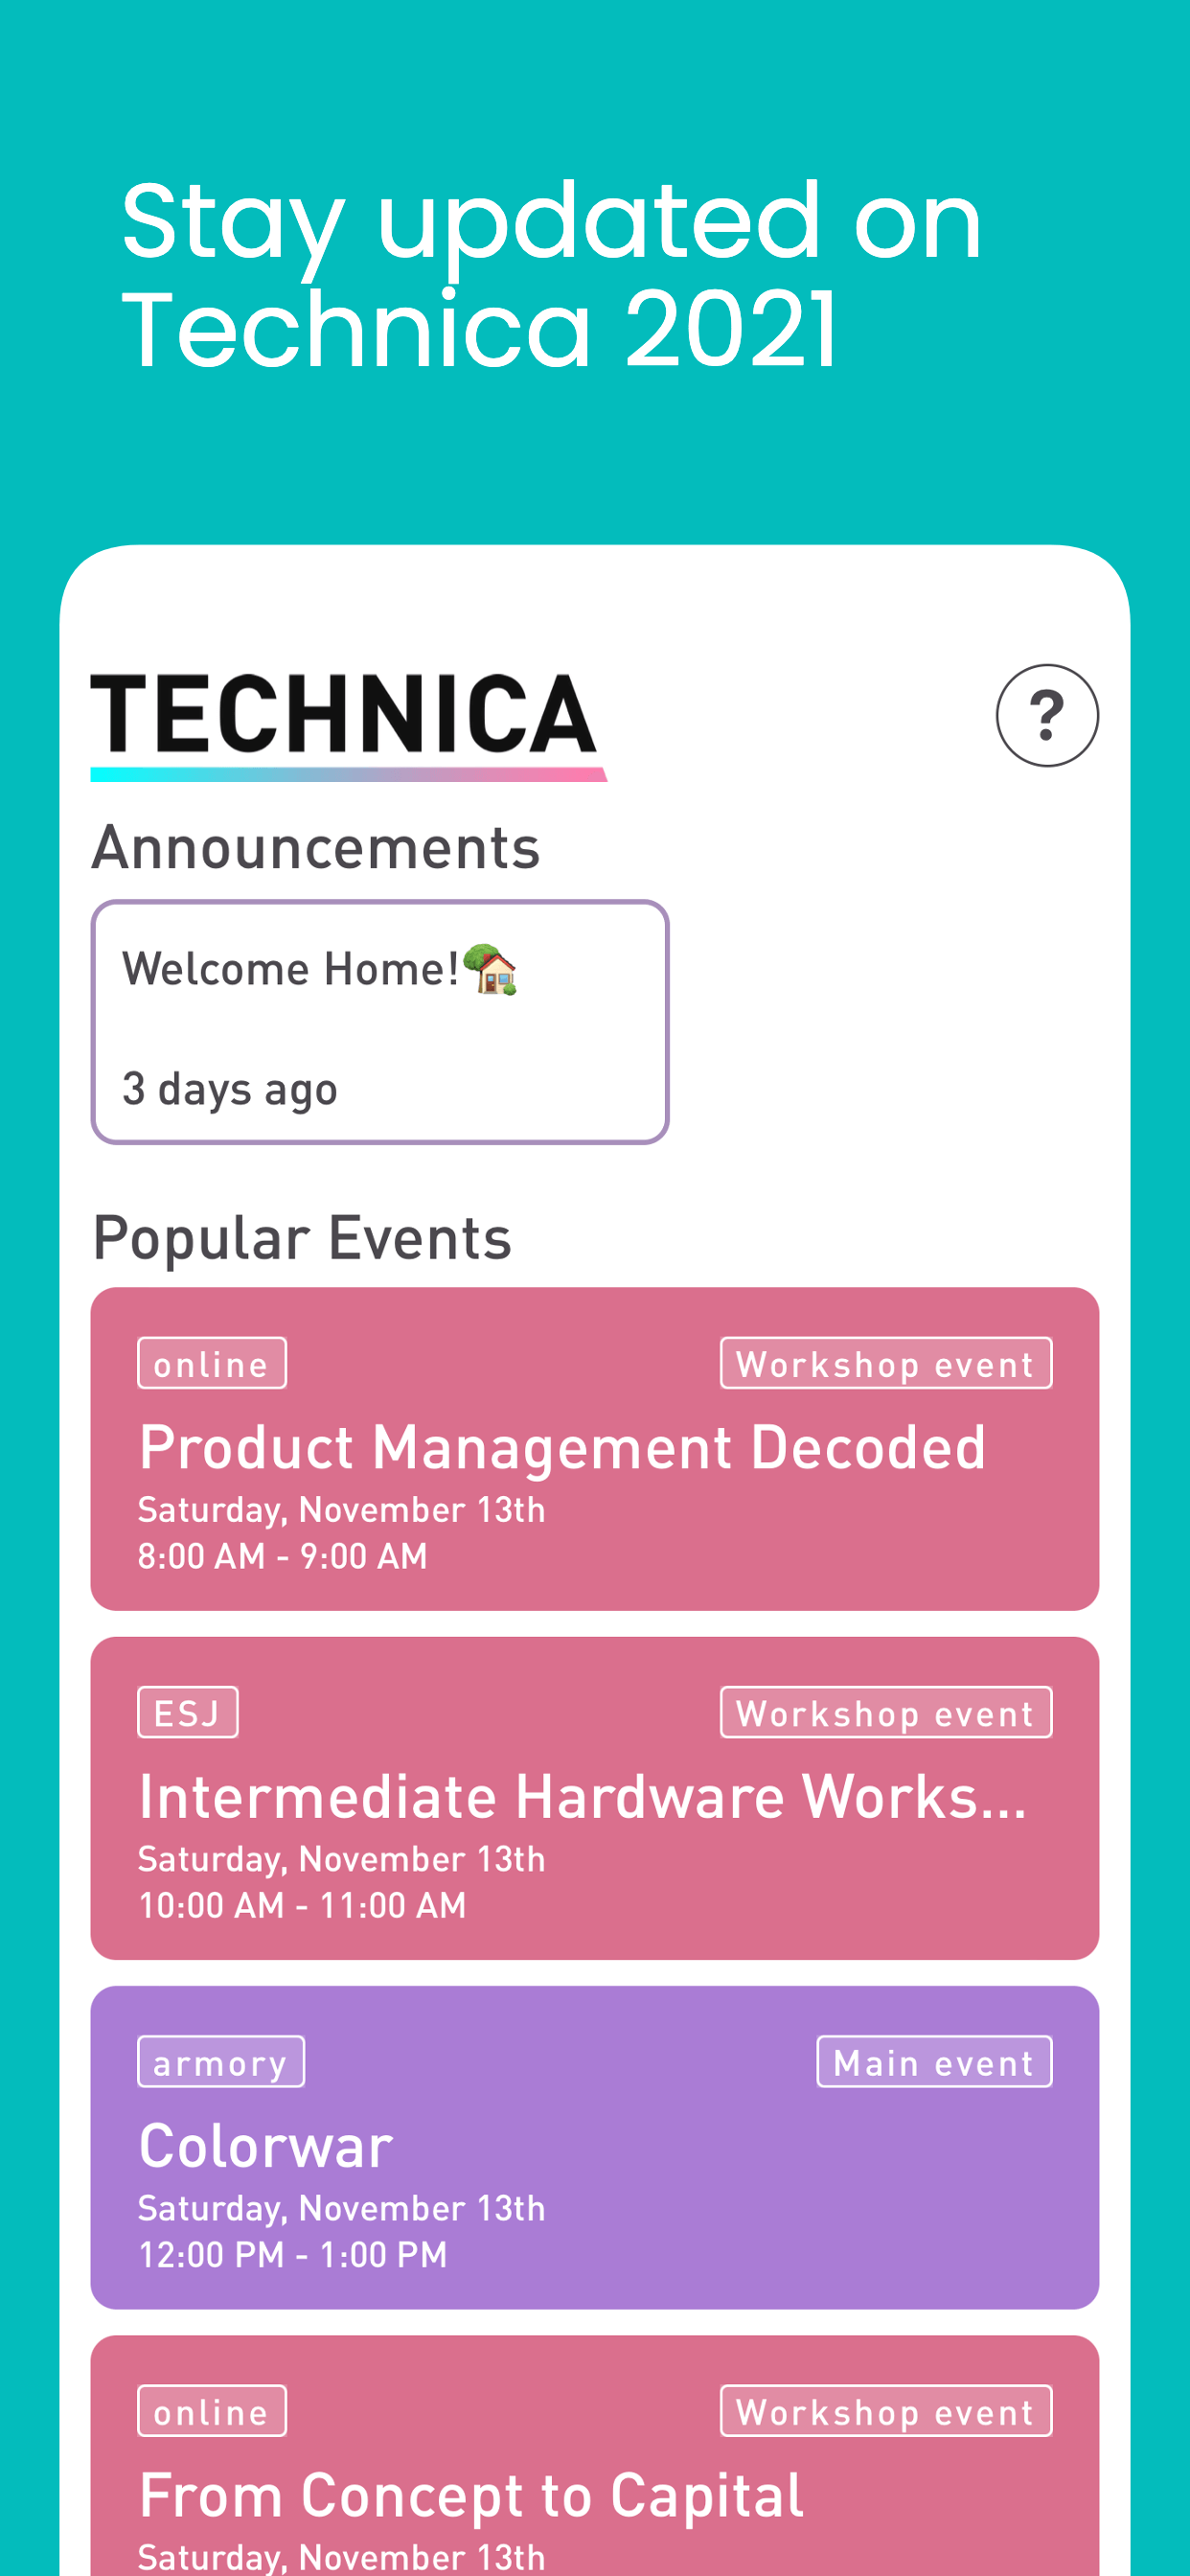 Stay updated on
Technica 2021
TECHNICA
?
Announcements
Welcome Home!🏡
3 days ago
Popular Events
online
Workshop event
Product Management Decoded
Saturday, November 13th
8:00 AM - 9:00 AM
ESJ
Workshop event
Intermediate Hardware Works...
Saturday, November 13th
10:00 AM - 11:00 AM
armory
Main event
Colorwar
Saturday, November 13th
12:00 PM - 1:00 PM
online
Workshop event
From Concept to Capital
Saturday, November 13th